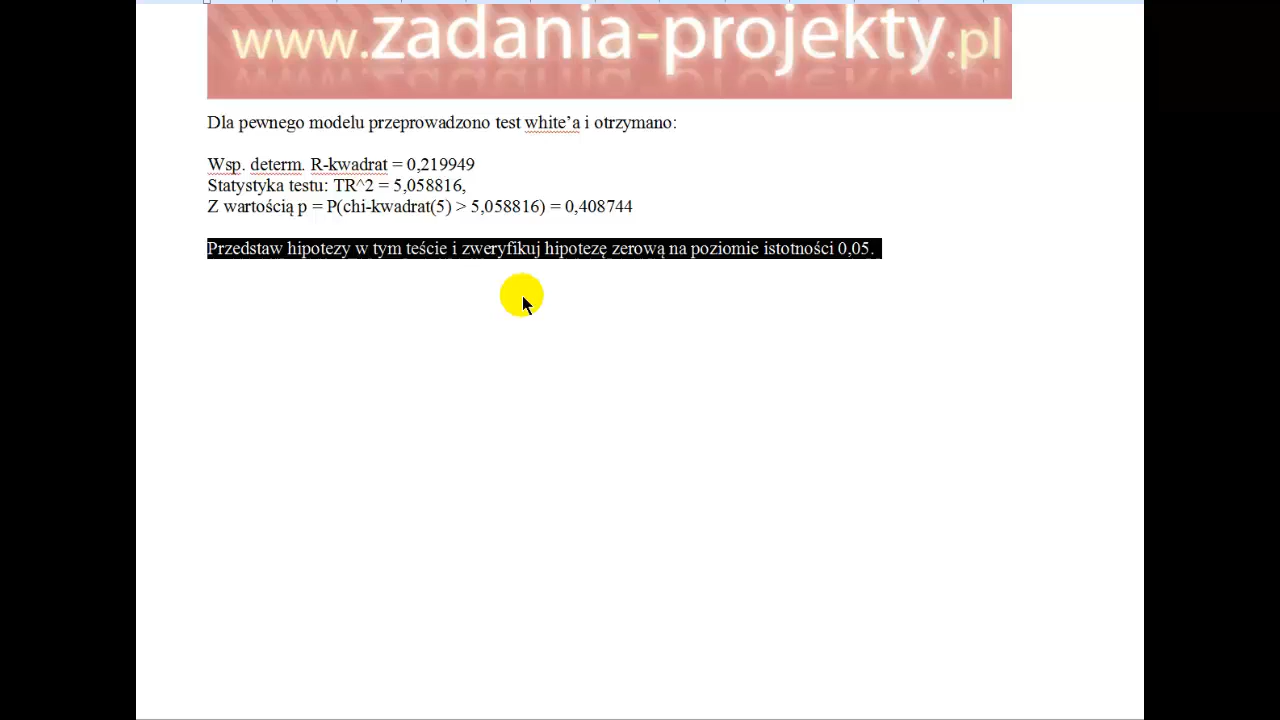 www.zadania-projekty.pl
Dla pewnego modelu przeprowadzono test white’a i otrzymano:
Wsp. determ. R-kwadrat = 0,219949
Statystyka testu: TR^2 = 5,058816,
Z wartością p = P(chi-kwadrat(5) > 5,058816) = 0,408744
Przedstaw hipotezy w tym teście i zweryfikuj hipotezę zerową na poziomie istotności 0,05.